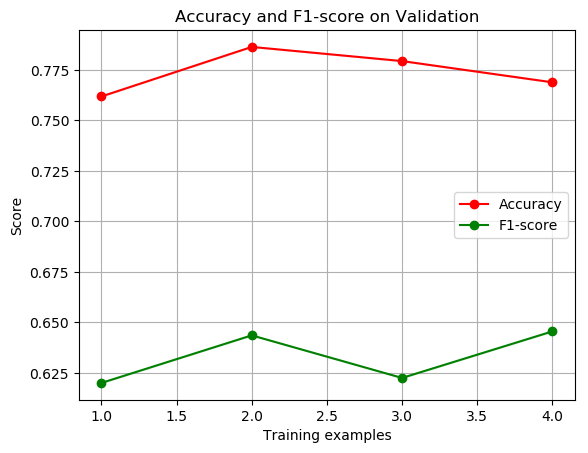 Accuracy and F1-score on Validation
Score
0.775
0.750
0.725
0.700
0.675
0.650
0.625
Accuracy
F1-score
1.0 1.5 2.0 2.5 3.0 3.5 4.0
Training examples